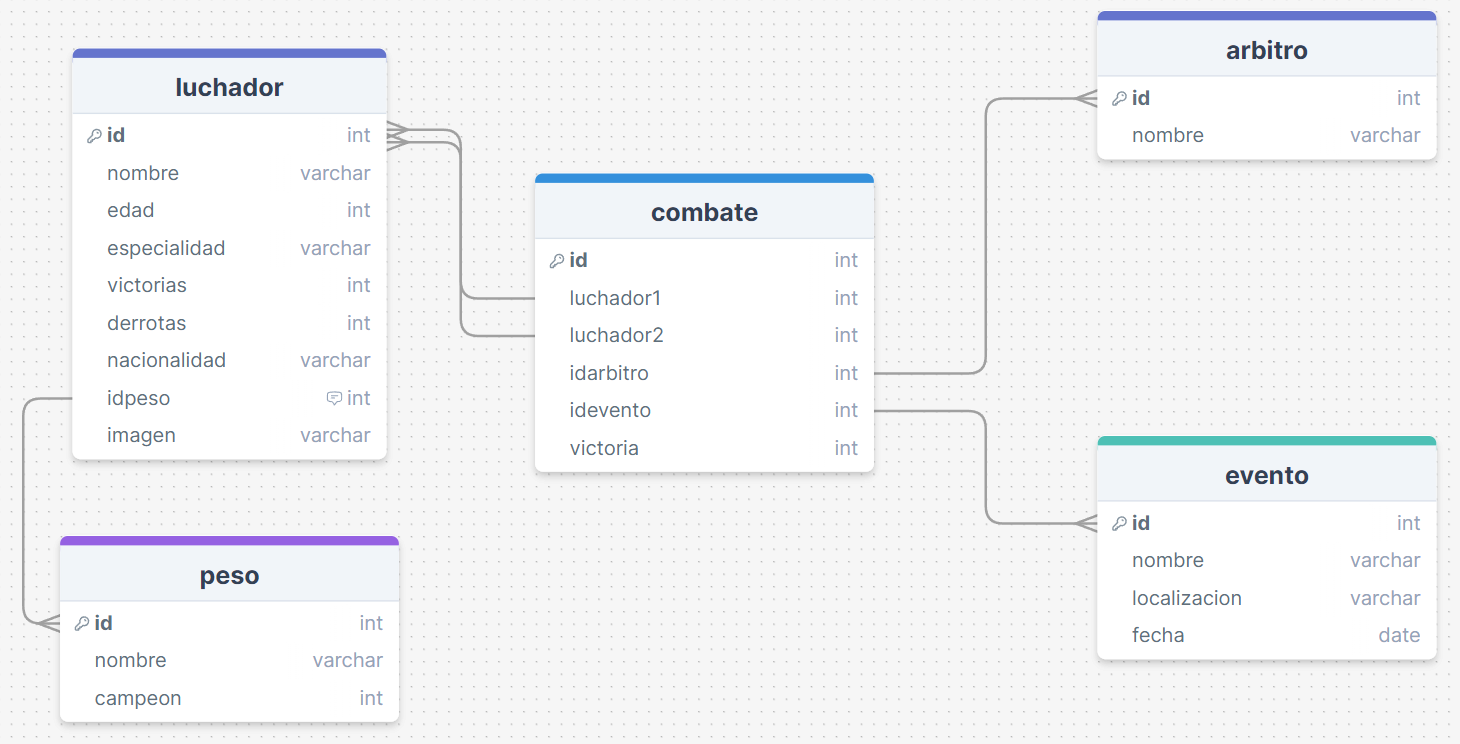 luchador
id int
nombre varchar
edad int
especialidad varchar
victorias int
derrotas int
nacionalidad varchar
idpeso int
imagen varchar
peso
id int
nombre varchar
campeon int
combate
id int
luchador1 int
luchador2 int
idarbitro int
idevento int
victoria int
arbitro
id int
nombre varchar
evento
id int
nombre varchar
localizacion varchar
fecha date